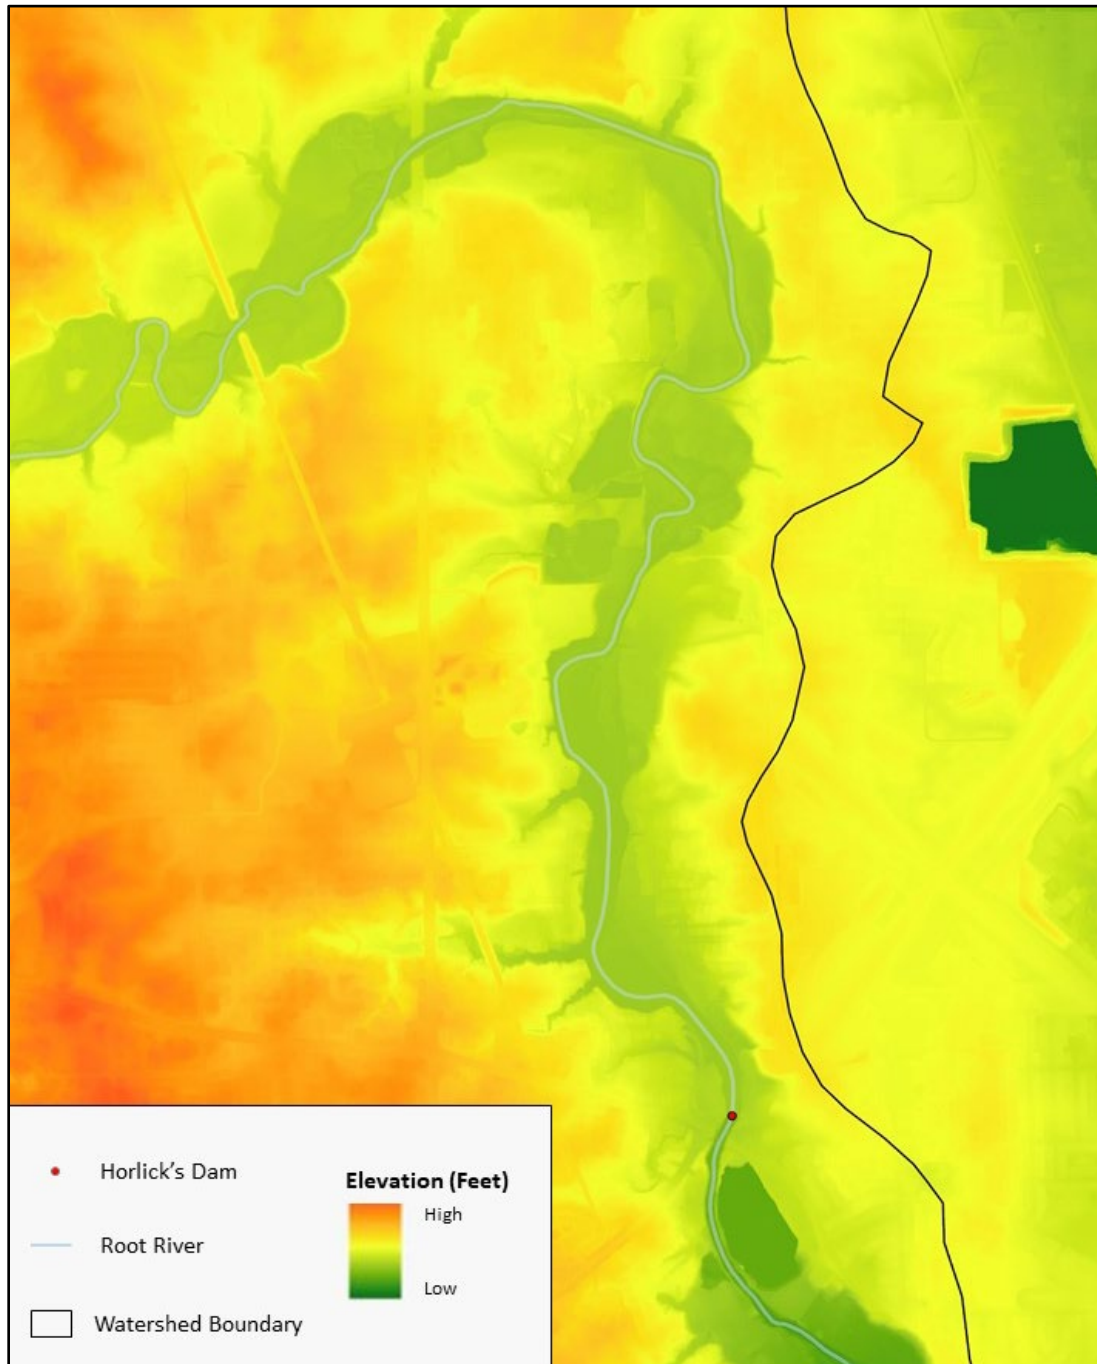 Horlick's Dam
Root River
Watershed Boundary
Elevation (Feet)
High
Low